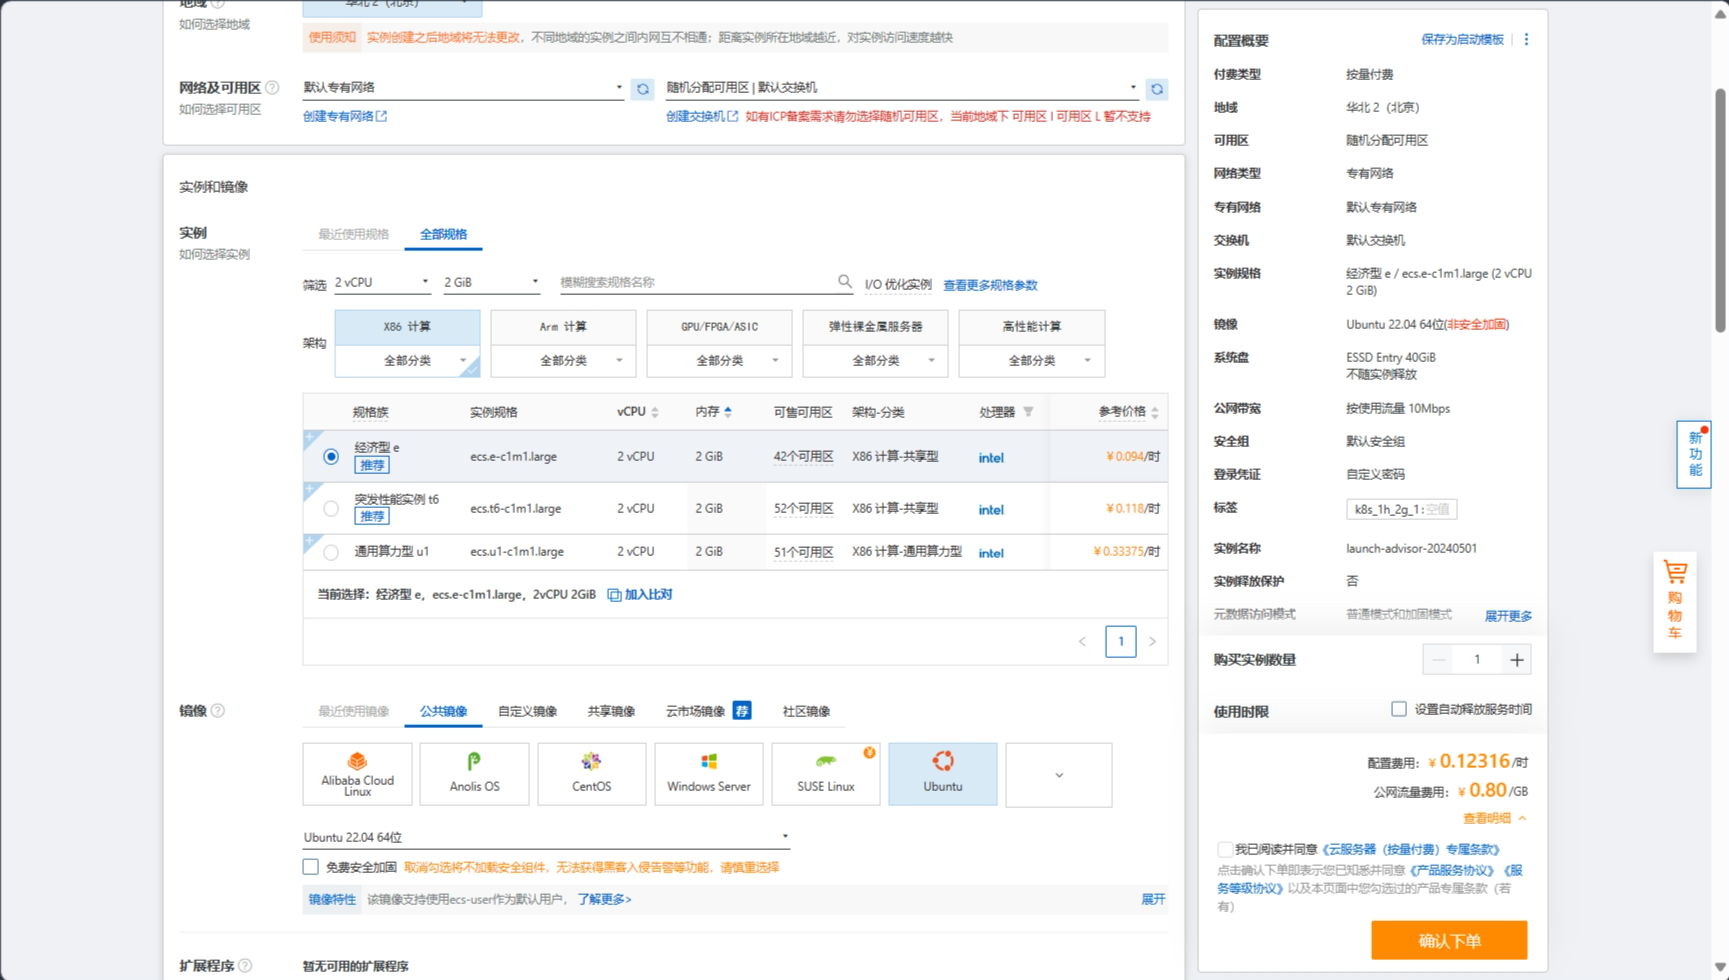 地域
华北 2（北京）
如何选择地域
使用须知 实例创建之后地域将无法更改，不同地域的实例之间内网互不相通；距离实例所在地域越近，对实例访问速度越快
网络及可用区
如何选择可用区
默认专有网络
随机分配可用区 | 默认交换机
创建专有网络
创建交换机 如有ICP备案需求请勿选择随机可用区，当前地域下 可用区 I 可用区 L 暂不支持
实例和镜像
实例
如何选择实例
最近使用规格 全部规格
筛选 2 vCPU 2 GiB 模糊搜索规格名称 I/O 优化实例 查看更多规格参数
架构
X86 计算 Arm 计算 GPU/FPGA/ASIC 弹性裸金属服务器 高性能计算
全部分类 全部分类 全部分类 全部分类 全部分类
规格族 实例规格 vCPU 内存 可售可用区 架构-分类 处理器 参考价格
经济型 e
推荐
ecs.e-c1m1.large 2 vCPU 2 GiB 42个可用区 X86 计算-共享型 intel ¥ 0.094/时
突发性能实例 t6
推荐
ecs.t6-c1m1.large 2 vCPU 2 GiB 52个可用区 X86 计算-共享型 intel ¥ 0.118/时
通用算力型 u1 ecs.u1-c1m1.large 2 vCPU 2 GiB 51个可用区 X86 计算-通用算力型 intel ¥ 0.33375/时
当前选择：经济型 e，ecs.e-c1m1.large，2vCPU 2GiB 加入比对
1
镜像
最近使用镜像 公共镜像 自定义镜像 共享镜像 云市场镜像 荐 社区镜像
Alibaba Cloud
Linux
Anolis OS
CentOS
Windows Server
SUSE Linux
¥
Ubuntu
Ubuntu 22.04 64位
免费安全加固 取消勾选将不加载安全组件，无法获得黑客入侵告警等功能，请慎重选择
镜像特性 该镜像支持使用ecs-user作为默认用户， 了解更多> 展开
扩展程序 暂无可用的扩展程序
配置概要 保存为启动模板
付费类型 按量付费
地域 华北 2（北京）
可用区 随机分配可用区
网络类型 专有网络
专有网络 默认专有网络
交换机 默认交换机
实例规格 经济型 e / ecs.e-c1m1.large (2 vCPU
2 GiB)
镜像 Ubuntu 22.04 64位(非安全加固)
系统盘 ESSD Entry 40GiB
不随实例释放
公网带宽 按使用流量 10Mbps
安全组 默认安全组
登录凭证 自定义密码
标签 k8s_1h_2g_1 : 空值
实例名称 launch-advisor-20240501
实例释放保护 否
元数据访问模式 普通模式和加固模式 展开更多
购买实例数量 1
使用时限 设置自动释放服务时间
配置费用：¥ 0.12316 /时
公网流量费用：¥ 0.80 /GB
查看明细
我已阅读并同意《云服务器（按量付费）专属条款》
点击确认下单即表示您已知悉并同意《产品服务协议》《服
务等级协议》以及本页面中您勾选过的产品专属条款（若
有）
确认下单
新
功
能
购
物
车